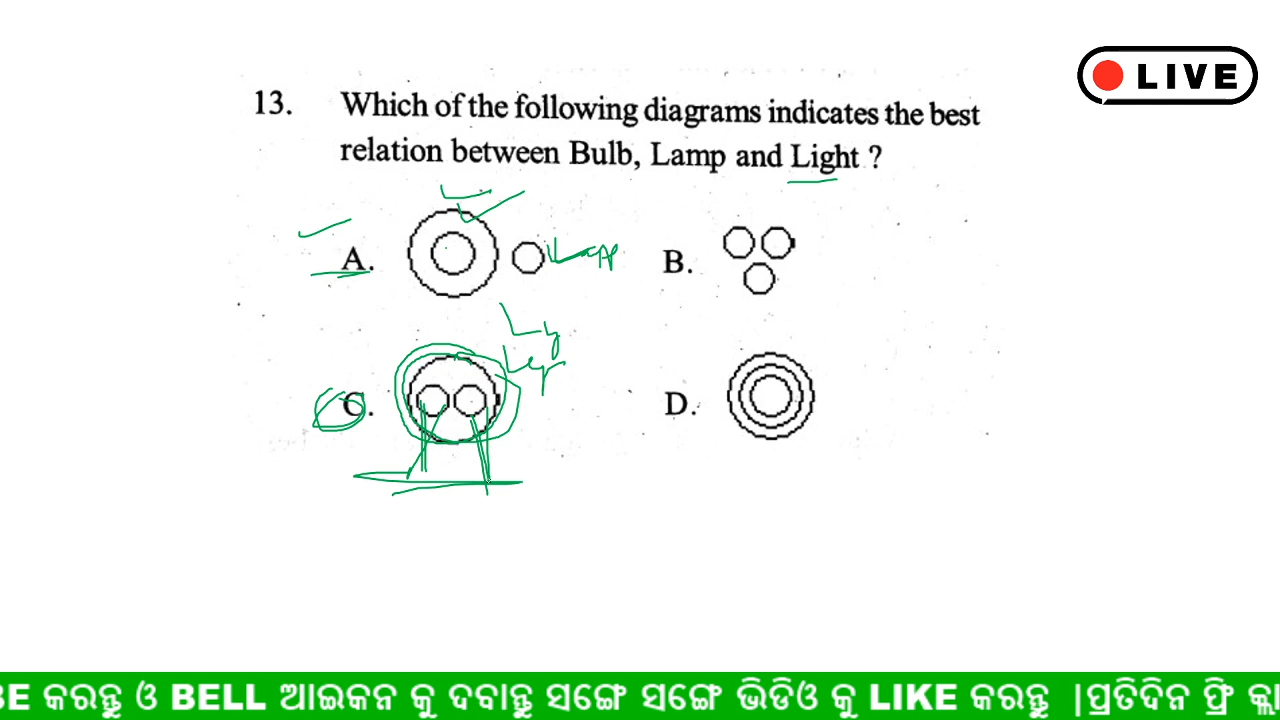 LIVE
13. Which of the following diagrams indicates the best
relation between Bulb, Lamp and Light ?
A.
B.
C.
D.
BE କରନ୍ତୁ ଓ BELL ଆଇକନ କୁ ଦବାନ୍ତୁ ସଙ୍ଗେ ସଙ୍ଗେ ଭିଡିଓ କୁ LIKE କରନ୍ତୁ |ପ୍ରତିଦିନ ଫ୍ରି